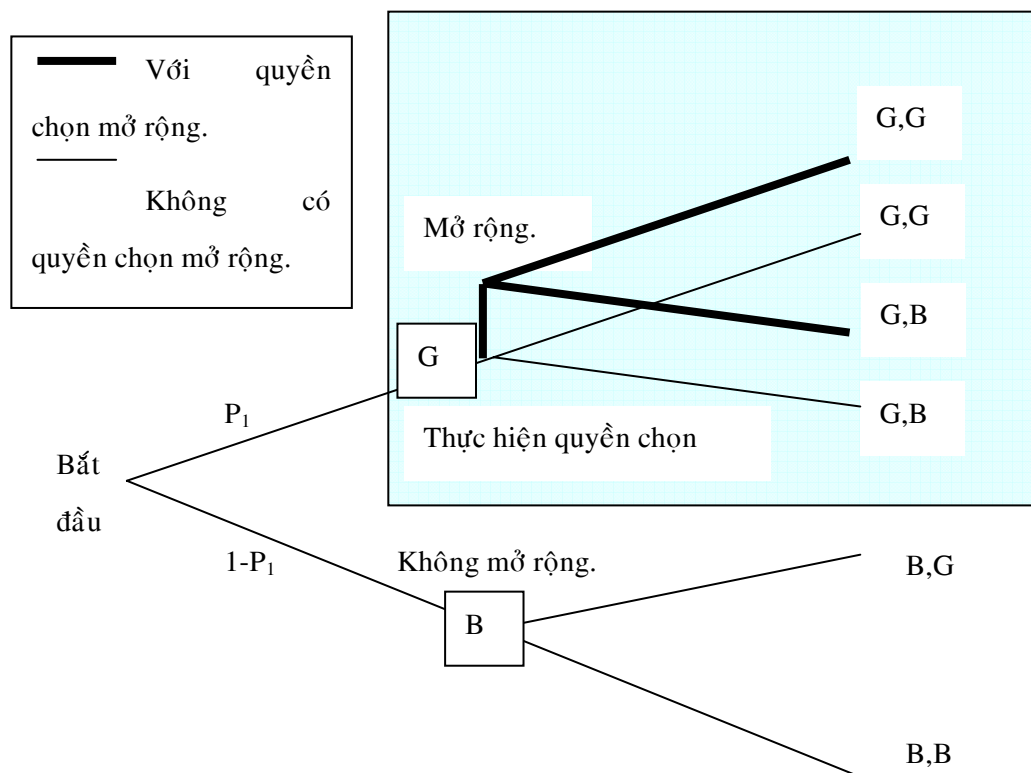 Với quyền
chọn mở rộng.
Không có
quyền chọn mở rộng.
G,G
G,G
Mở rộng.
G,B
G
G,B
P₁
Thực hiện quyền chọn
Bắt
đầu
1-P₁
Không mở rộng.
B,G
B
B,B